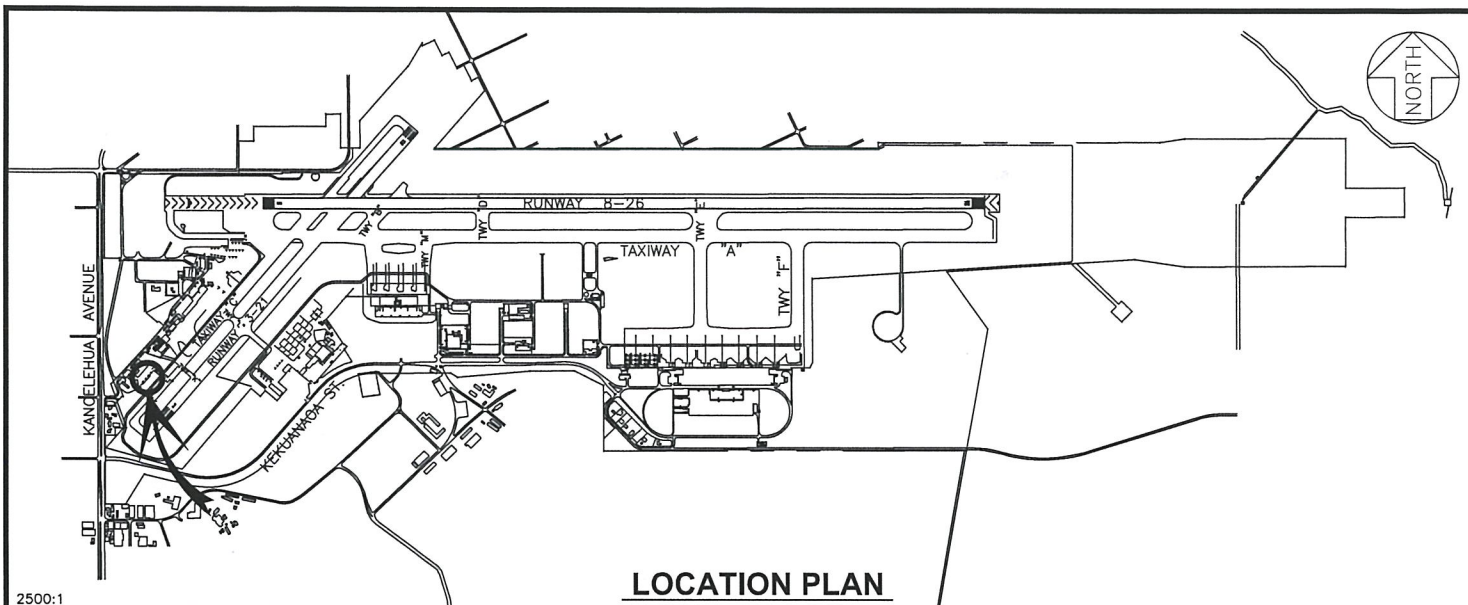 NORTH
RUNWAY 8-26
TWY "B"
TWY "D"
TWY "E"
TWY "M"
TAXIWAY "A"
TWY "F"
KANOELEHUA AVENUE
TAXIWAY C
RUNWAY 3-21
KEKUANAOA ST.
LOCATION PLAN
2500:1